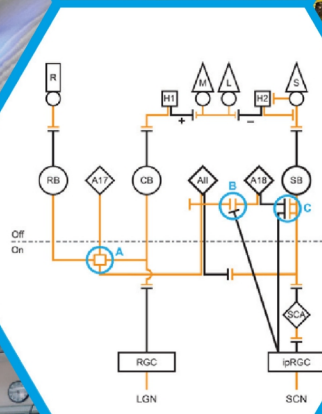 R M L S
H1 H2
+ −
RB A17 CB AII B A18 SB
C
Off
On
A
SCA
RGC ipRGC
LGN SCN